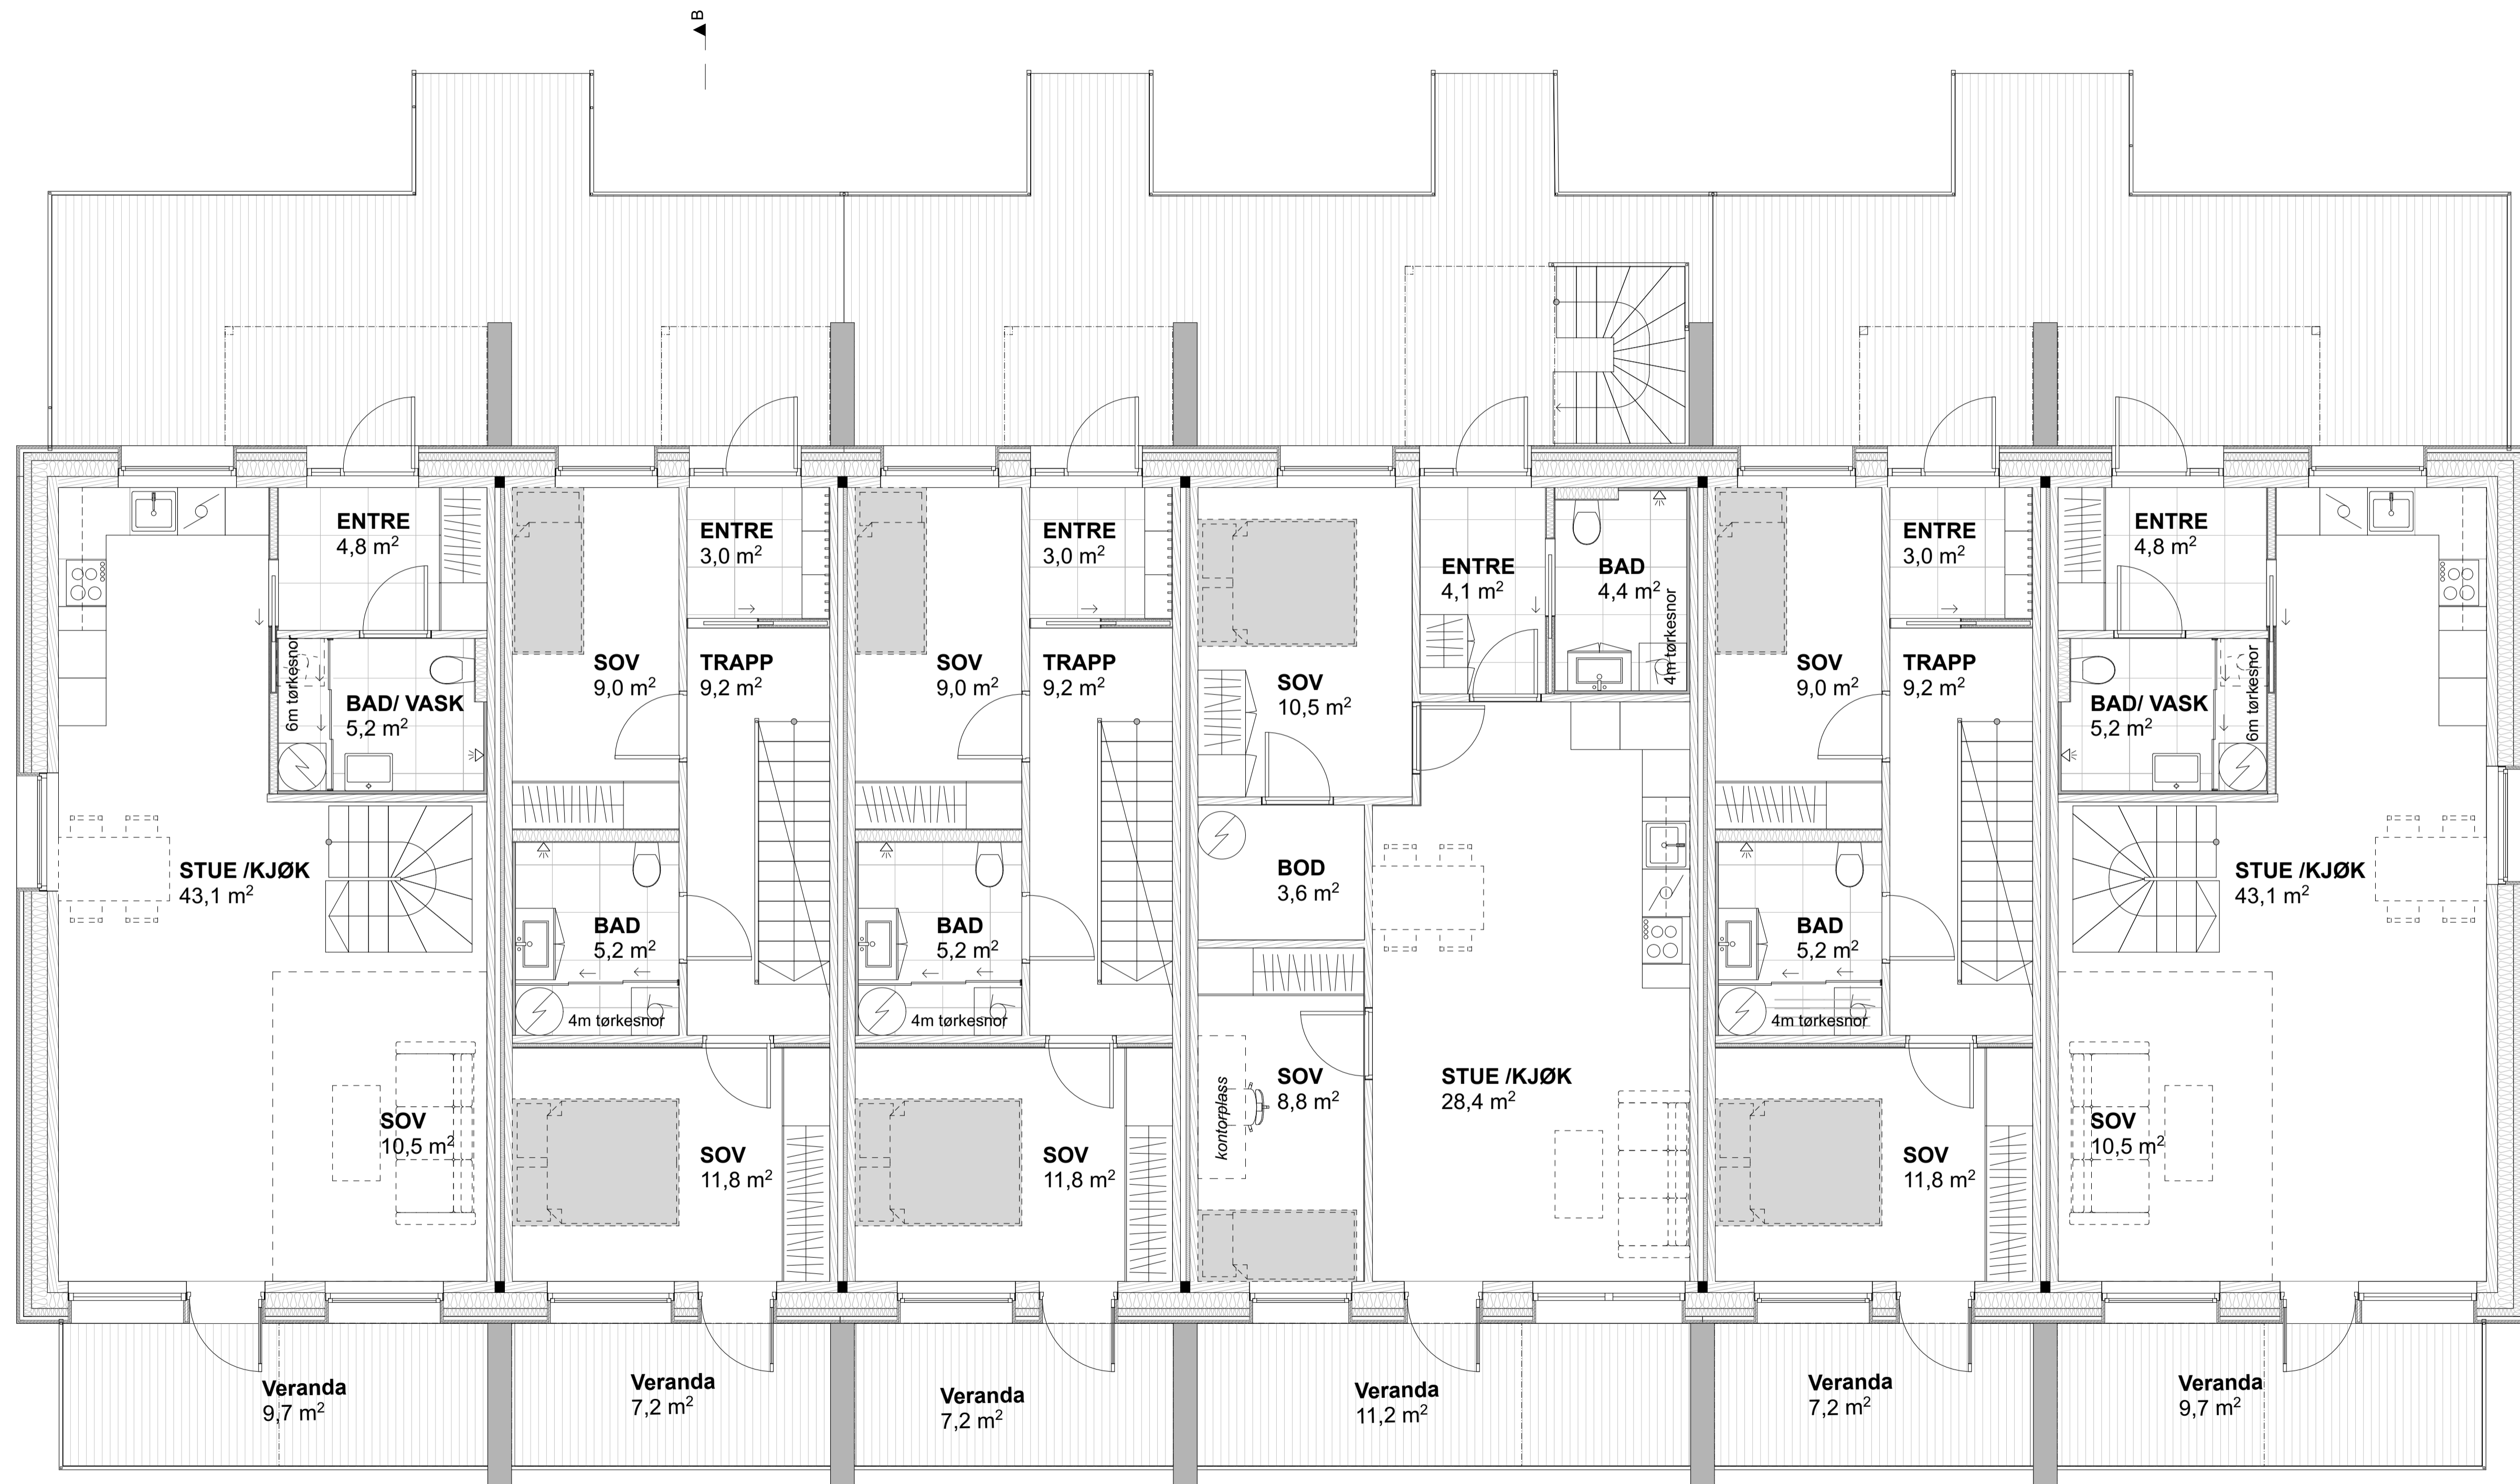 B
ENTRE
4,8 m²
6m tørkesnor
BAD/ VASK
5,2 m²
STUE /KJØK
43,1 m²
SOV
10,5 m²
Veranda
9,7 m²
SOV
9,0 m²
ENTRE
3,0 m²
TRAPP
9,2 m²
BAD
5,2 m²
4m tørkesnor
SOV
11,8 m²
Veranda
7,2 m²
SOV
9,0 m²
ENTRE
3,0 m²
TRAPP
9,2 m²
BAD
5,2 m²
4m tørkesnor
SOV
11,8 m²
Veranda
7,2 m²
SOV
10,5 m²
ENTRE
4,1 m²
BAD
4,4 m²
4m tørkesnor
BOD
3,6 m²
SOV
8,8 m²
kontorplass
STUE /KJØK
28,4 m²
Veranda
11,2 m²
SOV
9,0 m²
ENTRE
3,0 m²
TRAPP
9,2 m²
BAD
5,2 m²
4m tørkesnor
SOV
11,8 m²
Veranda
7,2 m²
ENTRE
4,8 m²
BAD/ VASK
5,2 m²
6m tørkesnor
STUE /KJØK
43,1 m²
SOV
10,5 m²
Veranda
9,7 m²